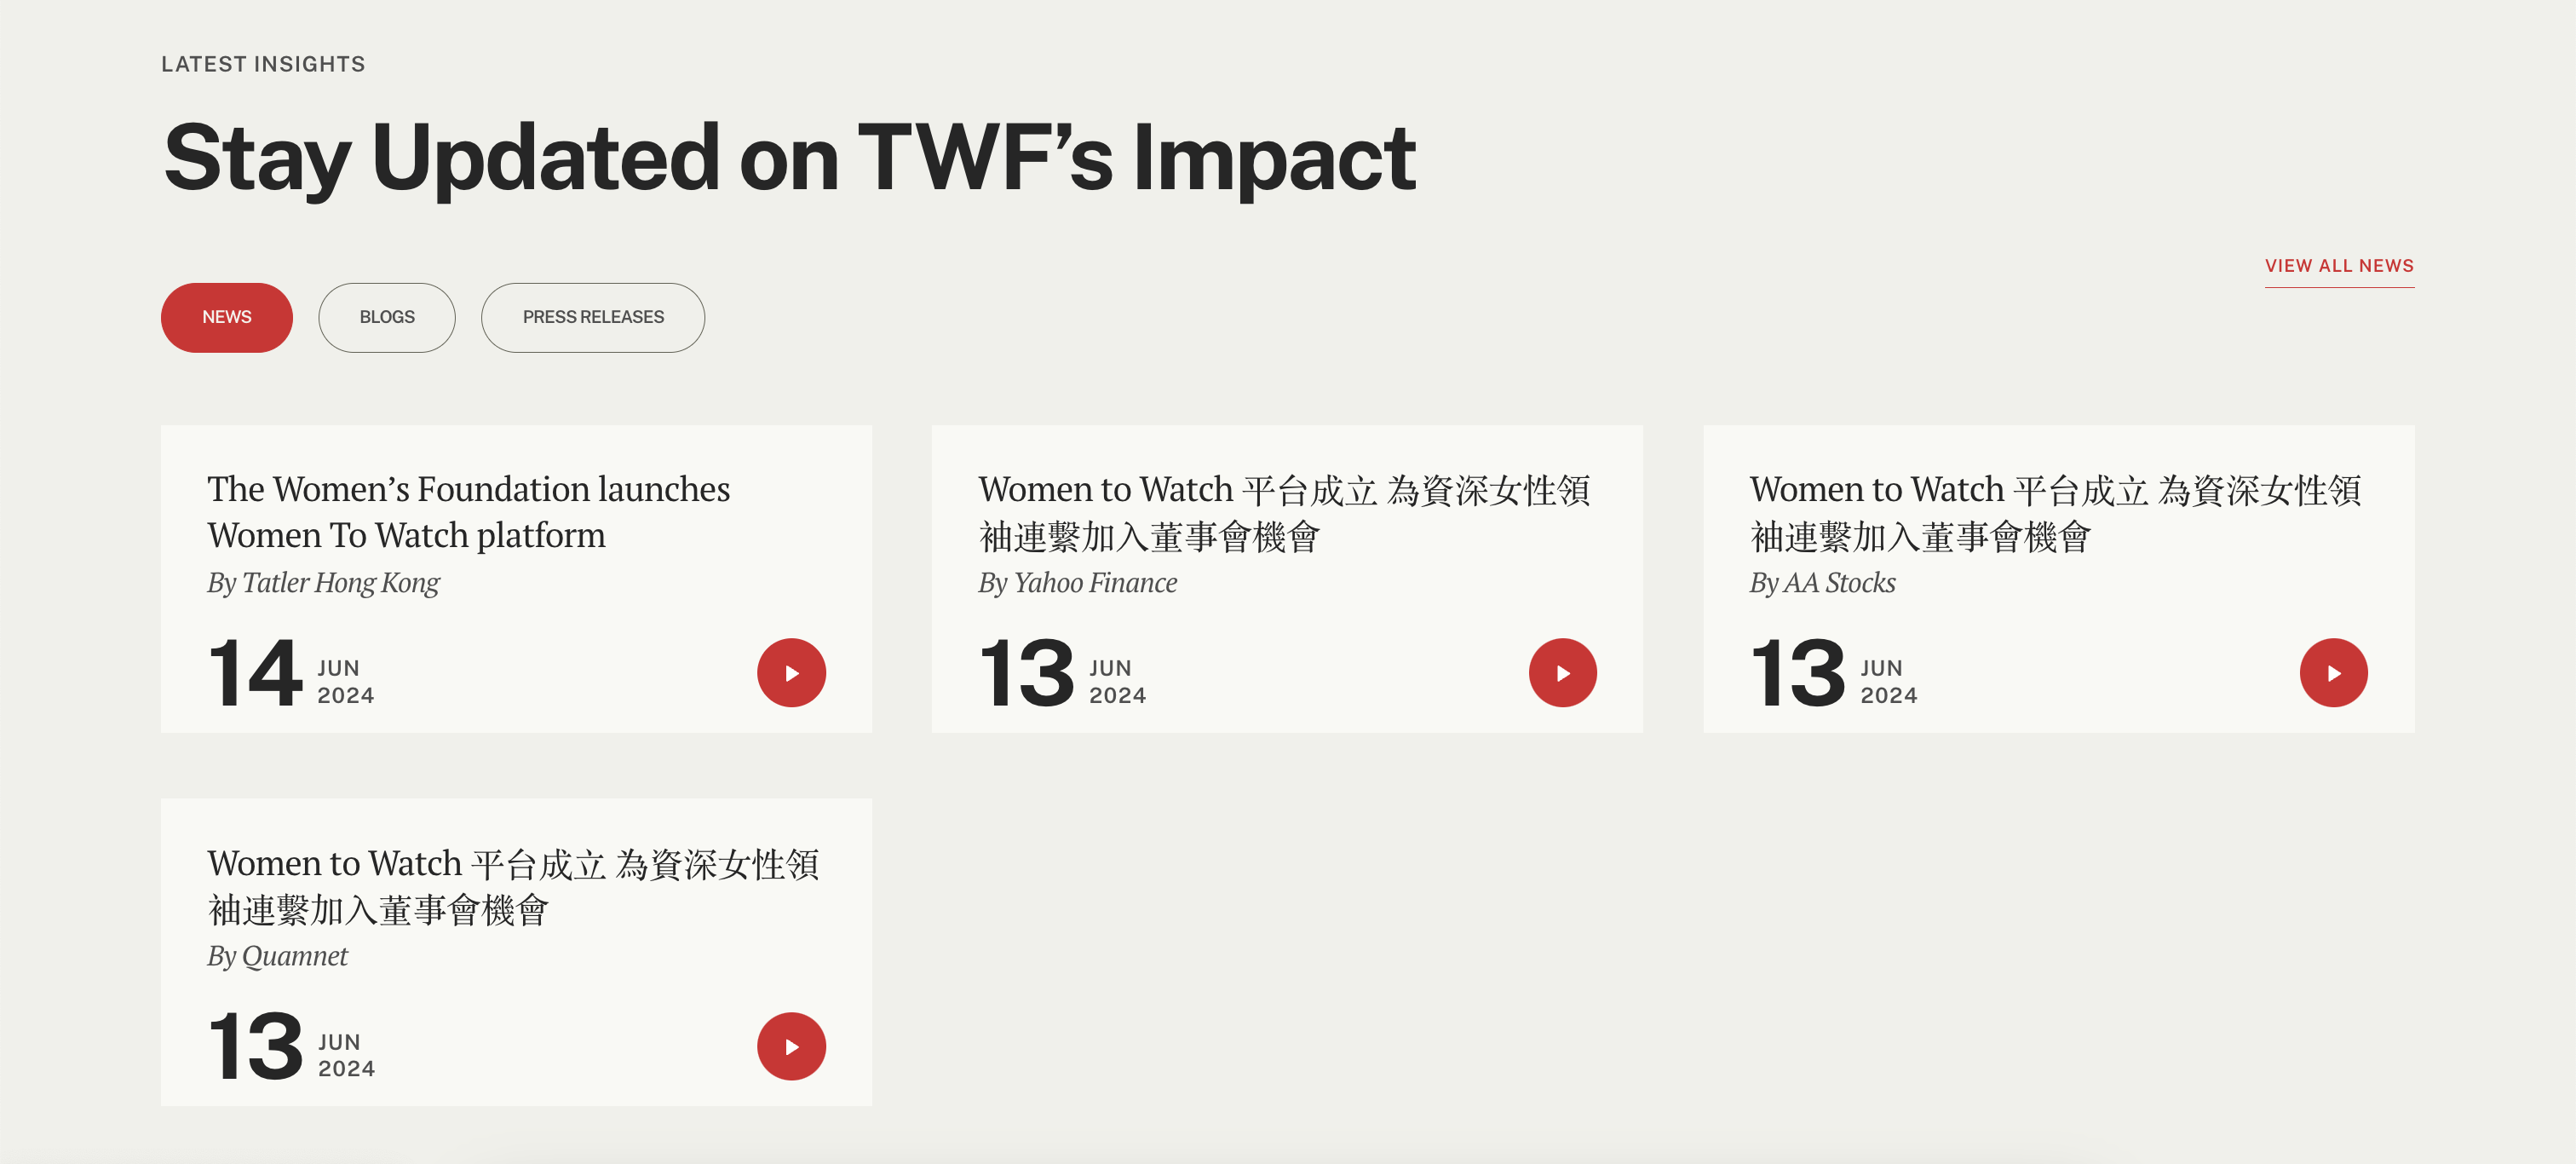 LATEST INSIGHTS
Stay Updated on TWF’s Impact
VIEW ALL NEWS
NEWS
BLOGS
PRESS RELEASES
The Women’s Foundation launches
Women To Watch platform
By Tatler Hong Kong
14
JUN
2024
Women to Watch 平台成立 為資深女性領
袖連繫加入董事會機會
By Yahoo Finance
13
JUN
2024
Women to Watch 平台成立 為資深女性領
袖連繫加入董事會機會
By AA Stocks
13
JUN
2024
Women to Watch 平台成立 為資深女性領
袖連繫加入董事會機會
By Quamnet
13
JUN
2024